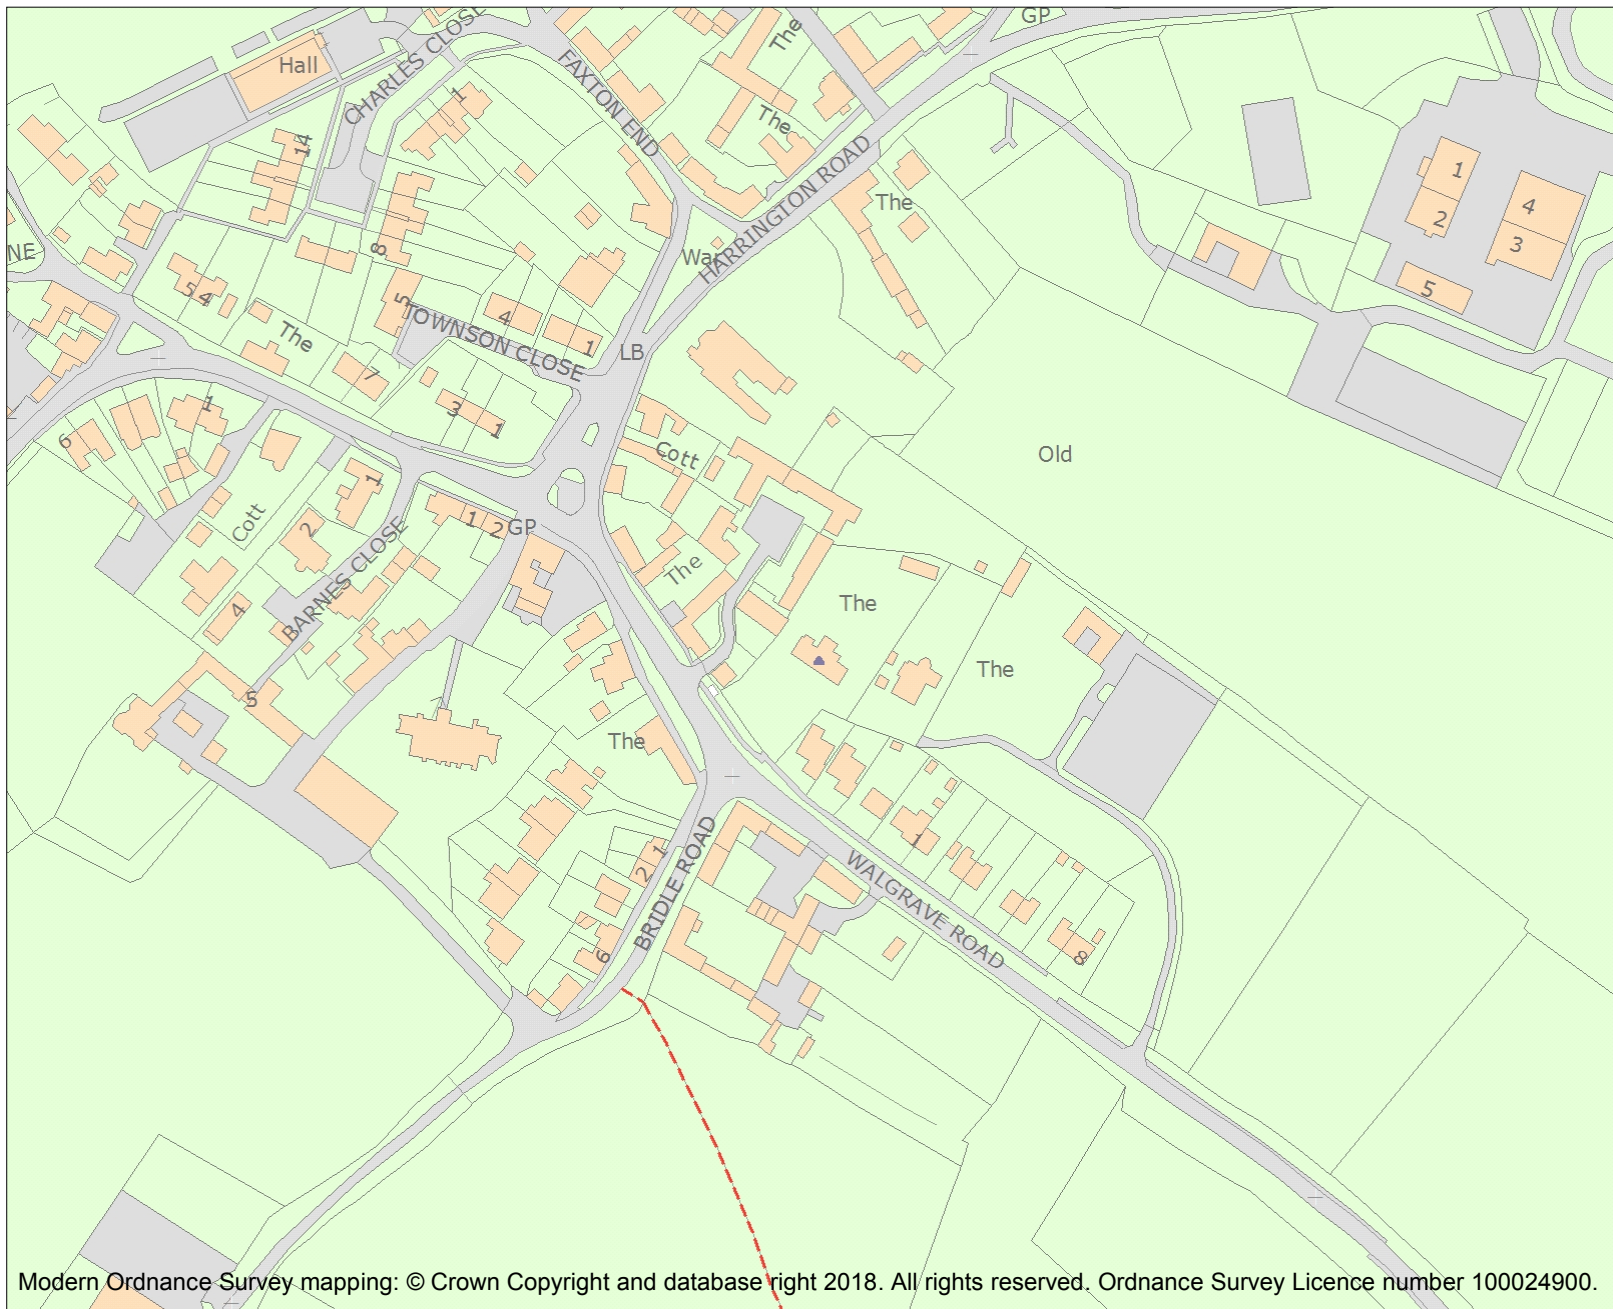 GP
CHARLES CLOSE
The
Hall
FAXTON END
1
The
14
HARRINGTON ROAD
1
The
4
2
8
3
NE
War
5 4
5
5
4
The
TOWNSON CLOSE
1
LB
7
1
3
1
6
Cott
Old
1
Cott
1 2
GP
2
The
BARNES CLOSE
The
4
The
5
The
1
BRIDLE ROAD
WALGRAVE ROAD
1
2
6
8
Modern Ordnance Survey mapping: © Crown Copyright and database right 2018. All rights reserved. Ordnance Survey Licence number 100024900.